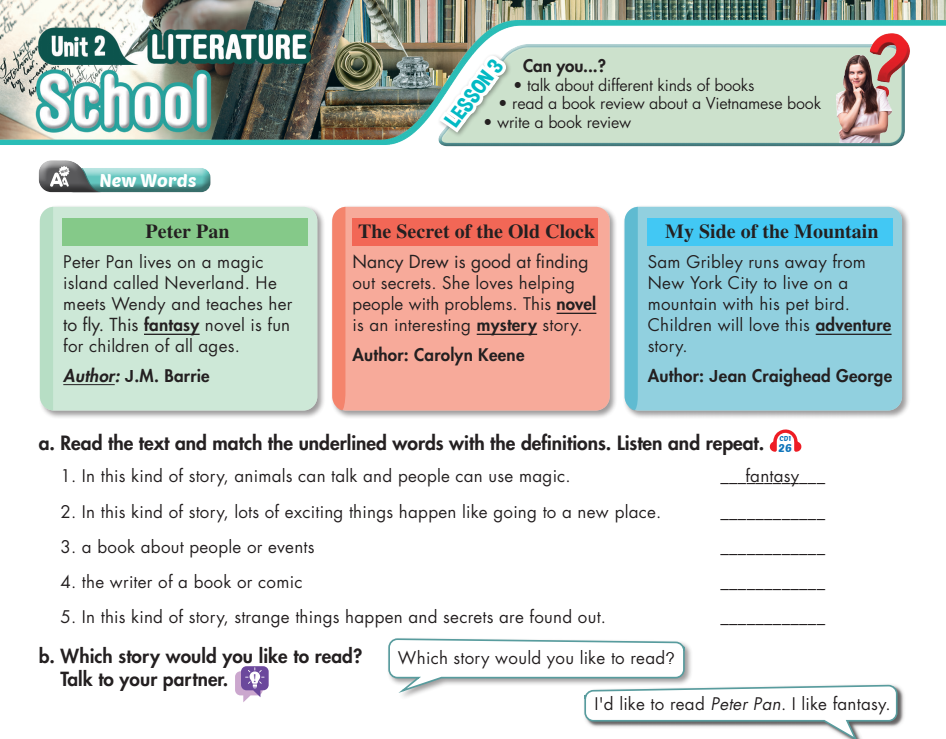 Unit 2 LITERATURE
School
LESSON 3
Can you...?
• talk about different kinds of books
• read a book review about a Vietnamese book
• write a book review
New Words
Peter Pan
Peter Pan lives on a magic
island called Neverland. He
meets Wendy and teaches her
to fly. This fantasy novel is fun
for children of all ages.
Author: J.M. Barrie
The Secret of the Old Clock
Nancy Drew is good at finding
out secrets. She loves helping
people with problems. This novel
is an interesting mystery story.
Author: Carolyn Keene
My Side of the Mountain
Sam Gribley runs away from
New York City to live on a
mountain with his pet bird.
Children will love this adventure
story.
Author: Jean Craighead George
a. Read the text and match the underlined words with the definitions. Listen and repeat. CD1 26
1. In this kind of story, animals can talk and people can use magic. ___fantasy___
2. In this kind of story, lots of exciting things happen like going to a new place. ____________
3. a book about people or events ____________
4. the writer of a book or comic ____________
5. In this kind of story, strange things happen and secrets are found out. ____________
b. Which story would you like to read?
Talk to your partner.
Which story would you like to read?
I'd like to read Peter Pan. I like fantasy.